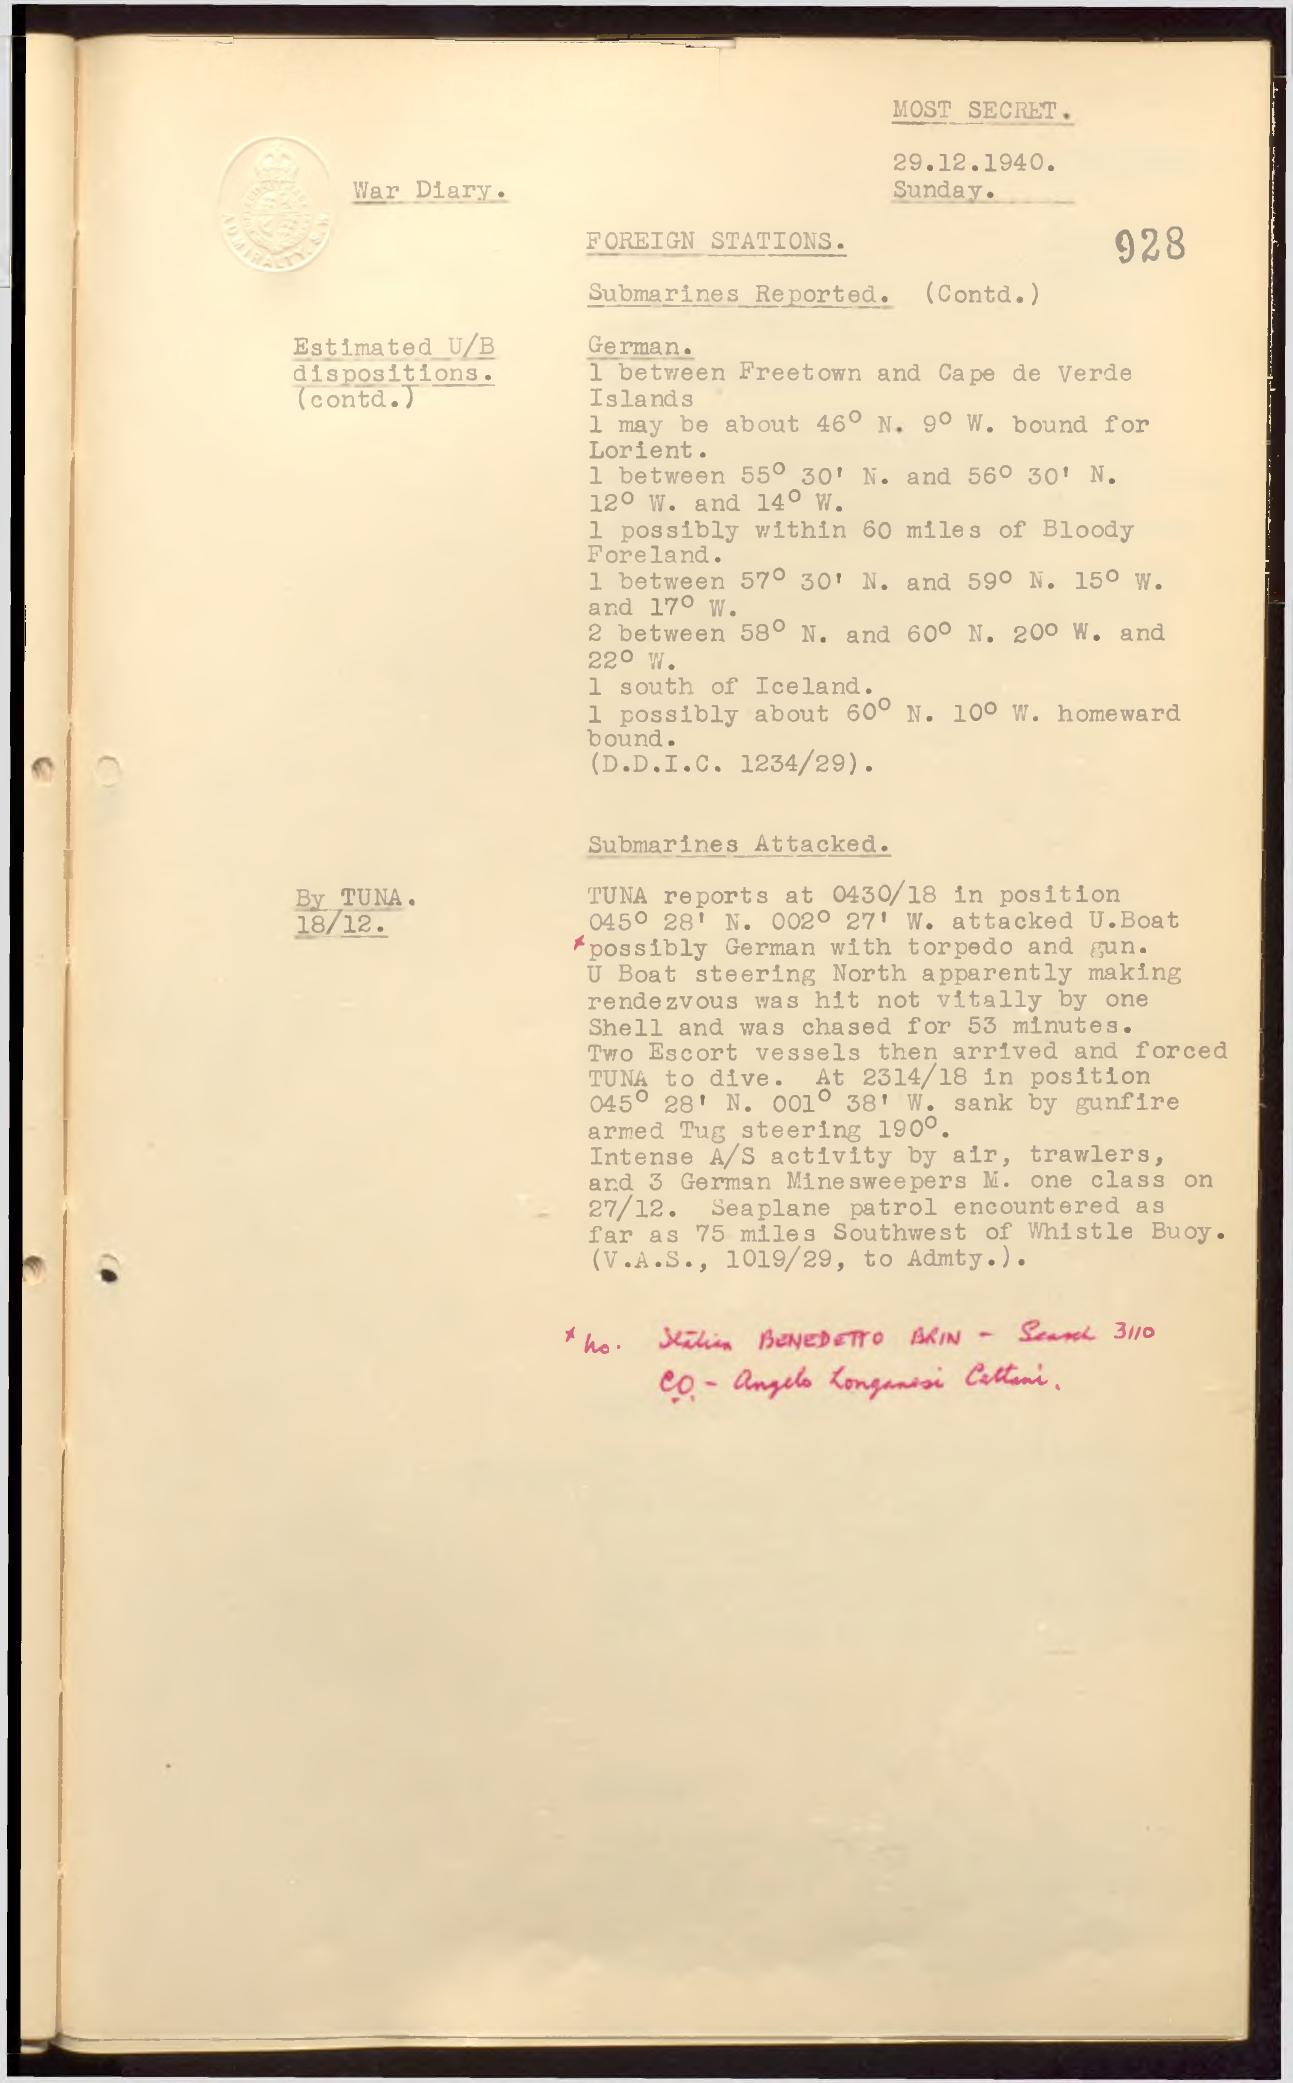 MOST SECRET.
29.12.1940.
Sunday.
War Diary.
ADMIRALTY. S.W
FOREIGN STATIONS.
928
Submarines Reported. (Contd.)
Estimated U/B
dispositions.
(contd.)
German.
1 between Freetown and Cape de Verde
Islands
1 may be about 46° N. 9° W. bound for
Lorient.
1 between 55° 30' N. and 56° 30' N.
12° W. and 14° W.
1 possibly within 60 miles of Bloody
Foreland.
1 between 57° 30' N. and 59° N. 15° W.
and 17° W.
2 between 58° N. and 60° N. 20° W. and
22° W.
1 south of Iceland.
1 possibly about 60° N. 10° W. homeward
bound.
(D.D.I.C. 1234/29).
Submarines Attacked.
By TUNA.
18/12.
TUNA reports at 0430/18 in position
045° 28' N. 002° 27' W. attacked U.Boat
*possibly German with torpedo and gun.
U Boat steering North apparently making
rendezvous was hit not vitally by one
Shell and was chased for 53 minutes.
Two Escort vessels then arrived and forced
TUNA to dive. At 2314/18 in position
045° 28' N. 001° 38' W. sank by gunfire
armed Tug steering 190°.
Intense A/S activity by air, trawlers,
and 3 German Minesweepers M. one class on
27/12. Seaplane patrol encountered as
far as 75 miles Southwest of Whistle Buoy.
(V.A.S., 1019/29, to Admty.).
* No. Italian BENEDETTO BRIN - Search 3110
CO. - Angelo Longanesi Cattani.